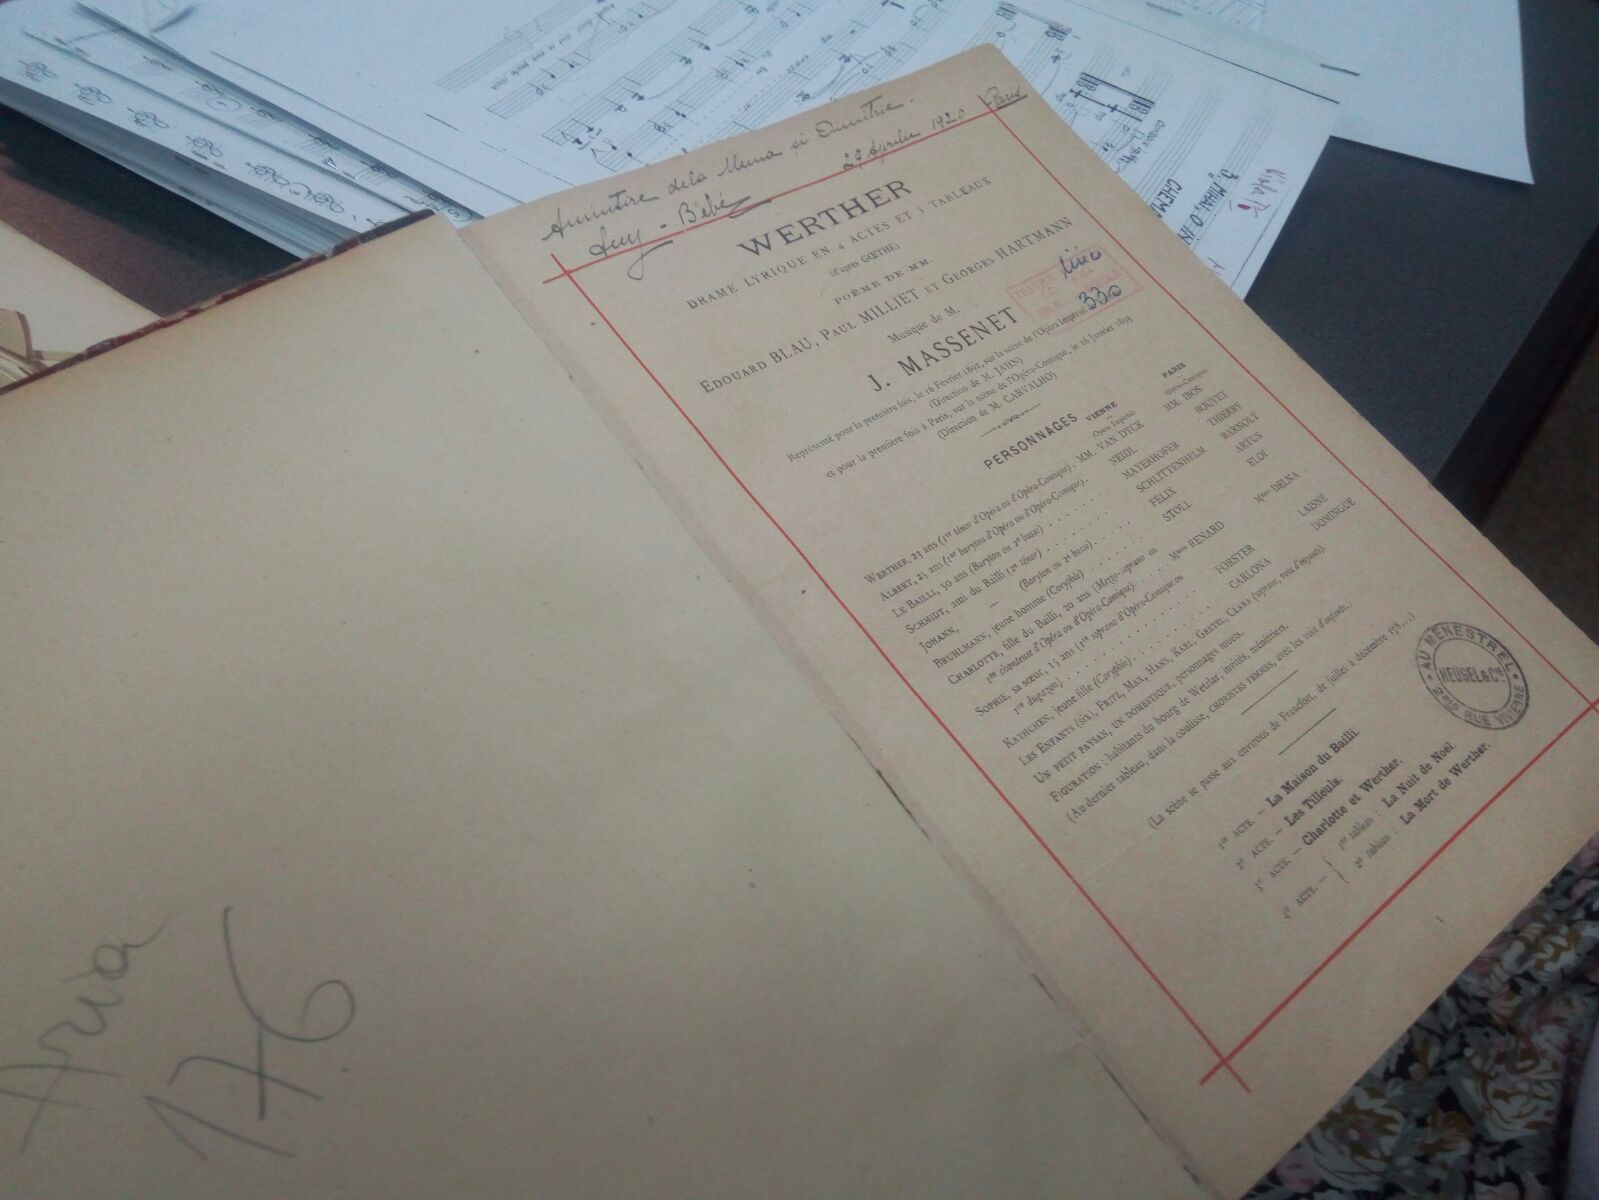 Amintire dela Muma și Dimitrie.
Bébé
27 Aprilie 1920
Paris
WERTHER
DRAME LYRIQUE EN 4 ACTES ET 5 TABLEAUX
(d'après GŒTHE)
POÈME DE MM.
EDOUARD BLAU, PAUL MILLIET ET GEORGES HARTMANN
Musique de M.
J. MASSENET
330
Représenté pour la première fois, le 16 Février 1892, sur la scène de l'Opéra Impérial
(Direction de M. JAHN)
et pour la première fois à Paris, sur la scène de l'Opéra-Comique, le 16 Janvier 1893
(Direction de M. CARVALHO)
PERSONNAGES VIENNE PARIS
(Opéra Impérial) (Opéra-Comique)
WERTHER, 23 ans (1er ténor d'Opéra ou d'Opéra-Comique). MM. VAN DYCK MM. IBOS
ALBERT, 25 ans (1er baryton d'Opéra ou d'Opéra-Comique). NEIDL BOUVET
LE BAILLI, 50 ans (Baryton ou 2e basse) . . . . . . . MAYERHOFER THIERRY
SCHMIDT, ami du Bailli (2e ténor) . . . . . . . SCHLITTENHELM BARNOLT
JOHANN, — (Baryton ou 2e basse). . . . . . FÉLIX ARTUS
BRUHLMANN, jeune homme (Coryphée) . . . . . . STOLL ELOI
CHARLOTTE, fille du Bailli, 20 ans (Mezzo-soprano ou
1re chanteuse d'Opéra ou d'Opéra-Comique) . . . . Mmes RENARD Mmes DELNA
SOPHIE, sa sœur, 15 ans (1er soprano d'Opéra-Comique ou
1re dugazon) . . . . . . . . FORSTER LAISNE
KATHCHEN, jeune fille (Coryphée). . . . . . . CARLONA DOMINGUE
LES ENFANTS (six), FRITZ, MAX, HANS, KARL, GRETEL, CLARA (soprani, voix d'enfants).
UN PETIT PAYSAN, UN DOMESTIQUE, personnages muets.
FIGURATION : habitants du bourg de Wetzlar, invités, ménétriers.
(Au dernier tableau, dans la coulisse, CHORISTES FEMMES, avec les voix d'enfants.)
(La scène se passe aux environs de Francfort, de juillet à décembre 178...)
1er ACTE. — La Maison du Bailli.
2e ACTE. — Les Tilleuls.
3e ACTE. — Charlotte et Werther.
4e ACTE. — { 1er tableau : La Nuit de Noël.
2e tableau : La Mort de Werther.
AU MÉNESTREL
HEUGEL & Cie
2 bis RUE VIVIENNE
Aria
176